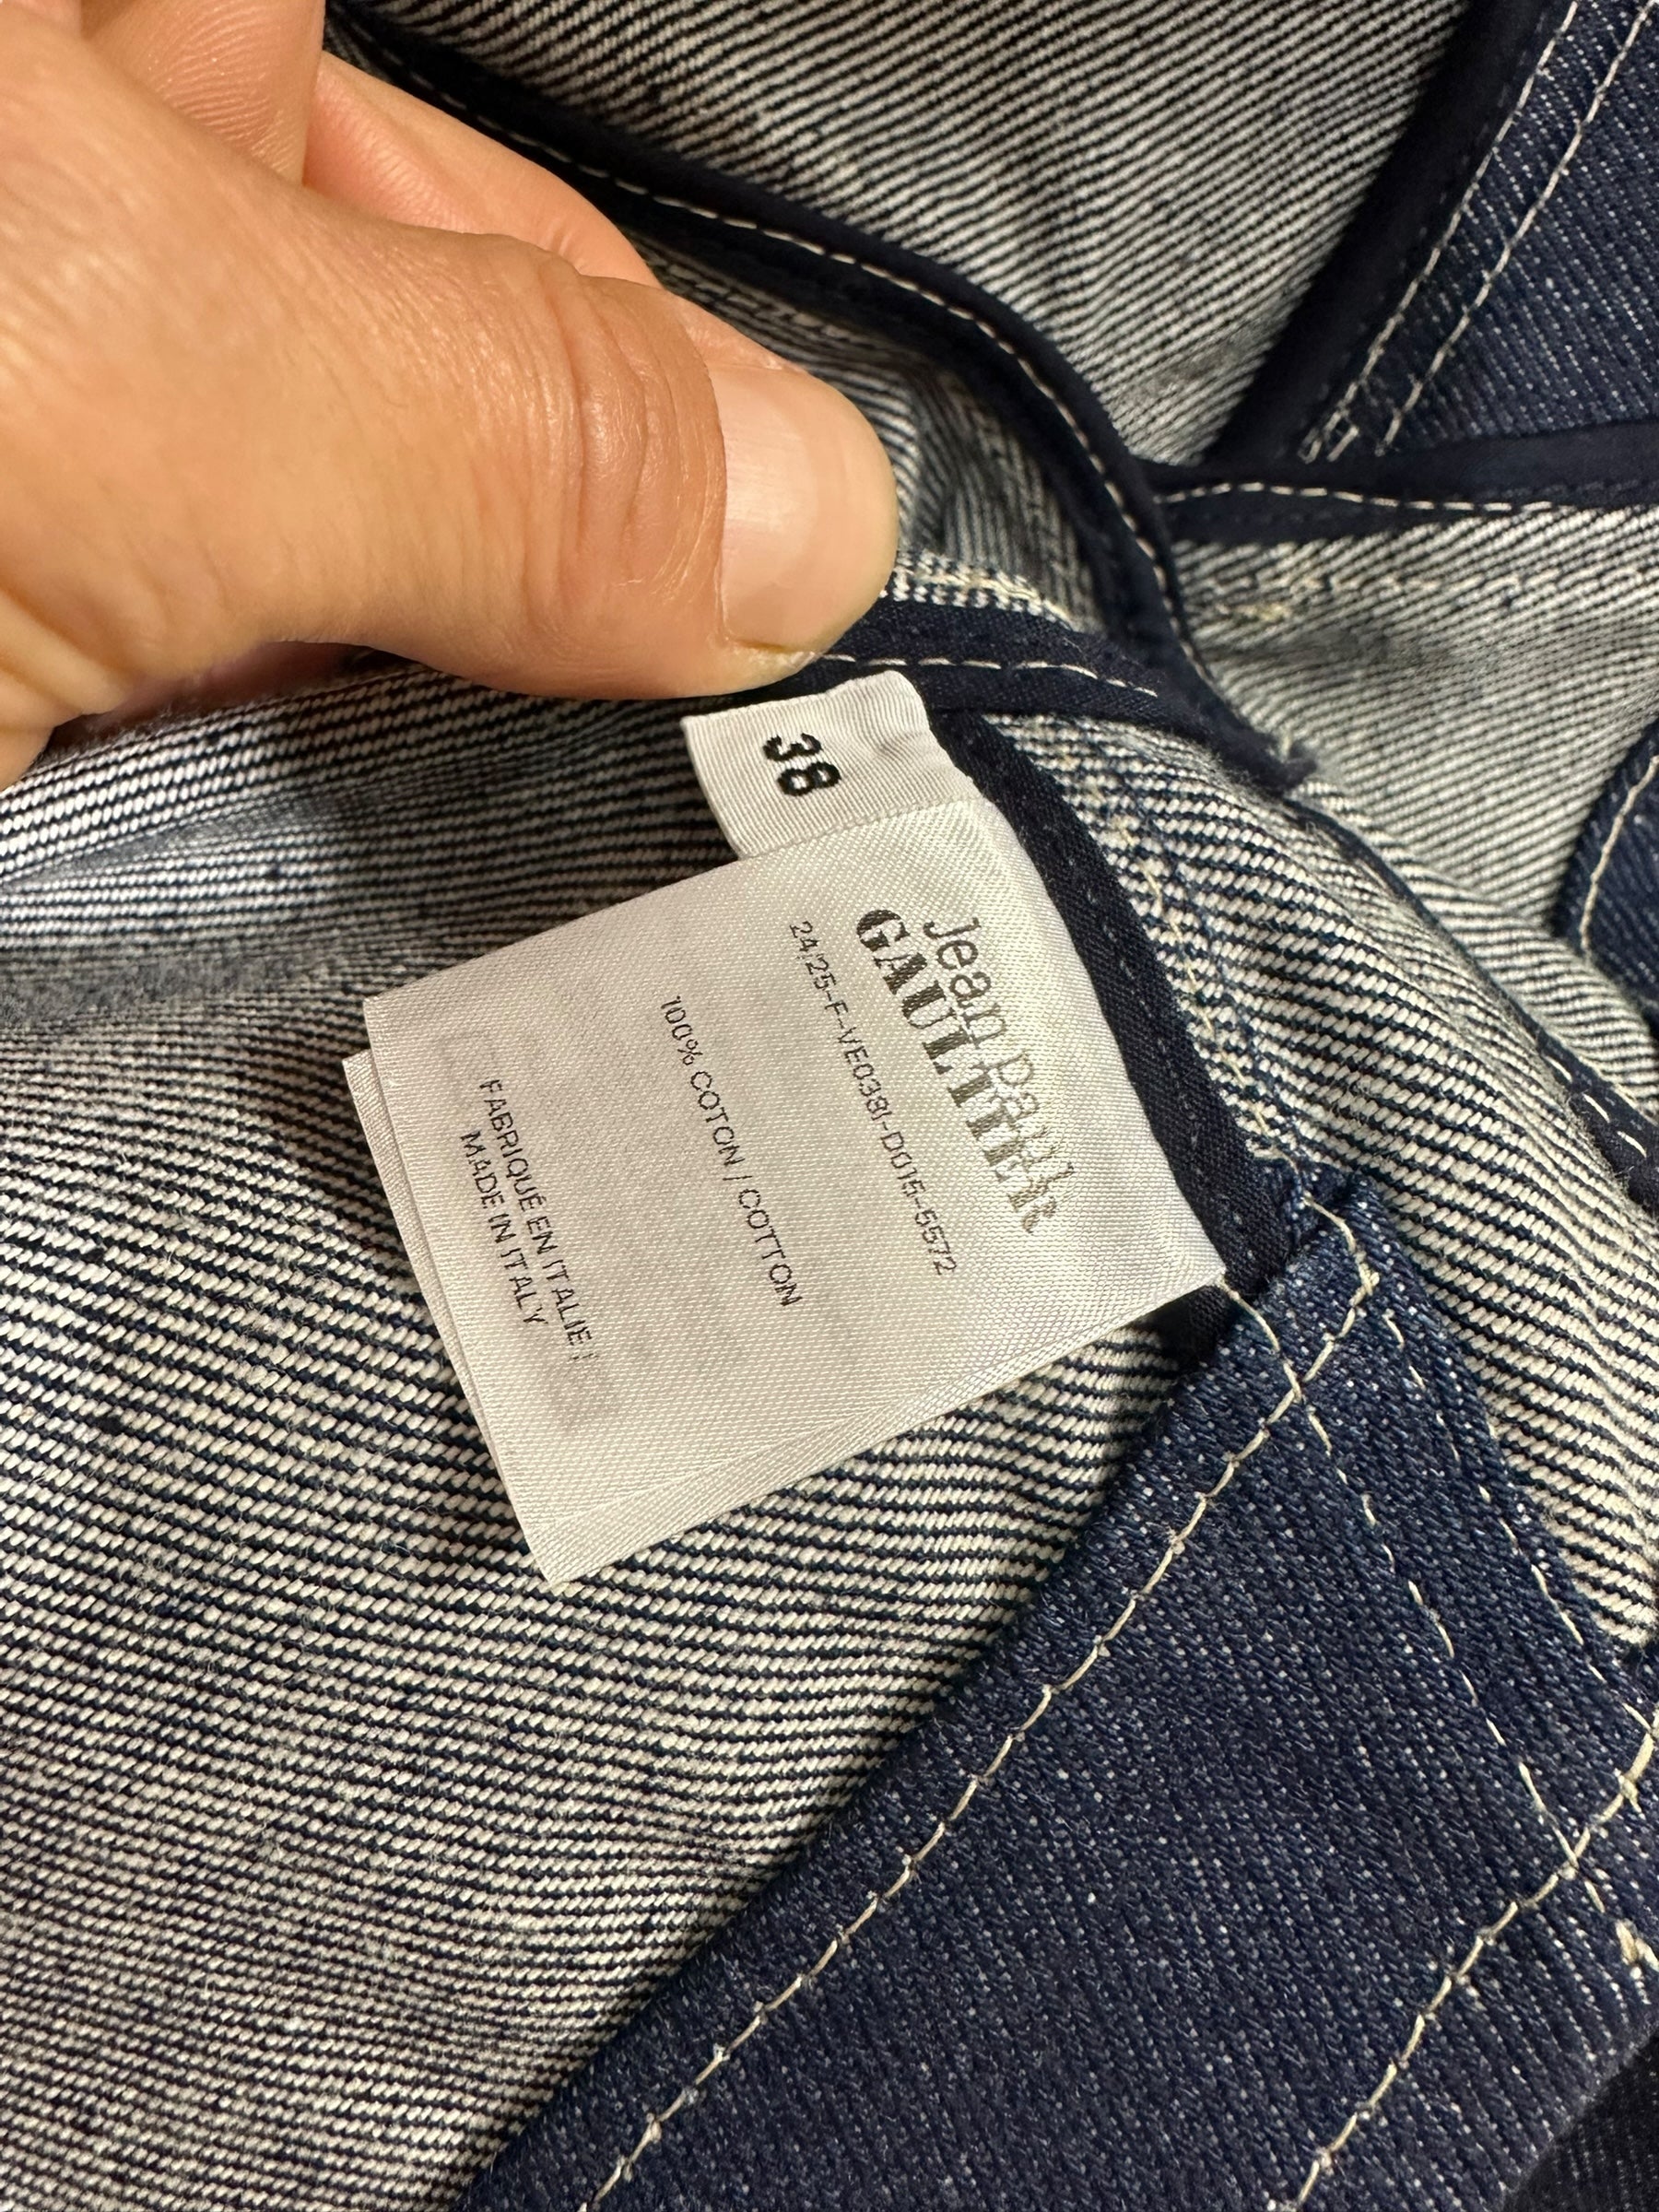 38
Jean Paul
GAULTIER
24/25-F-VE038I-D015-5572
100% COTON / COTTON
FABRIQUÉ EN ITALIE /
MADE IN ITALY